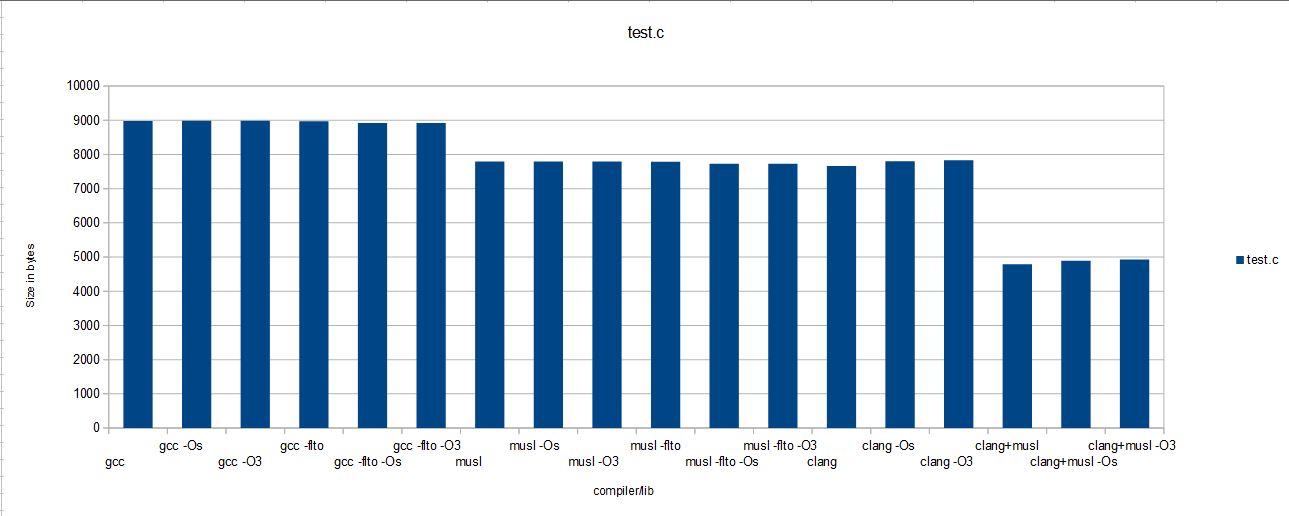 test.c
10000
9000
8000
7000
6000
5000
4000
3000
2000
1000
0
Size in bytes
gcc -Os gcc -flto gcc -flto -O3 musl -Os musl -flto musl -flto -O3 clang -Os clang+musl clang+musl -O3
gcc gcc -O3 gcc -flto -Os musl musl -O3 musl -flto -Os clang clang -O3 clang+musl -Os
compiler/lib
test.c